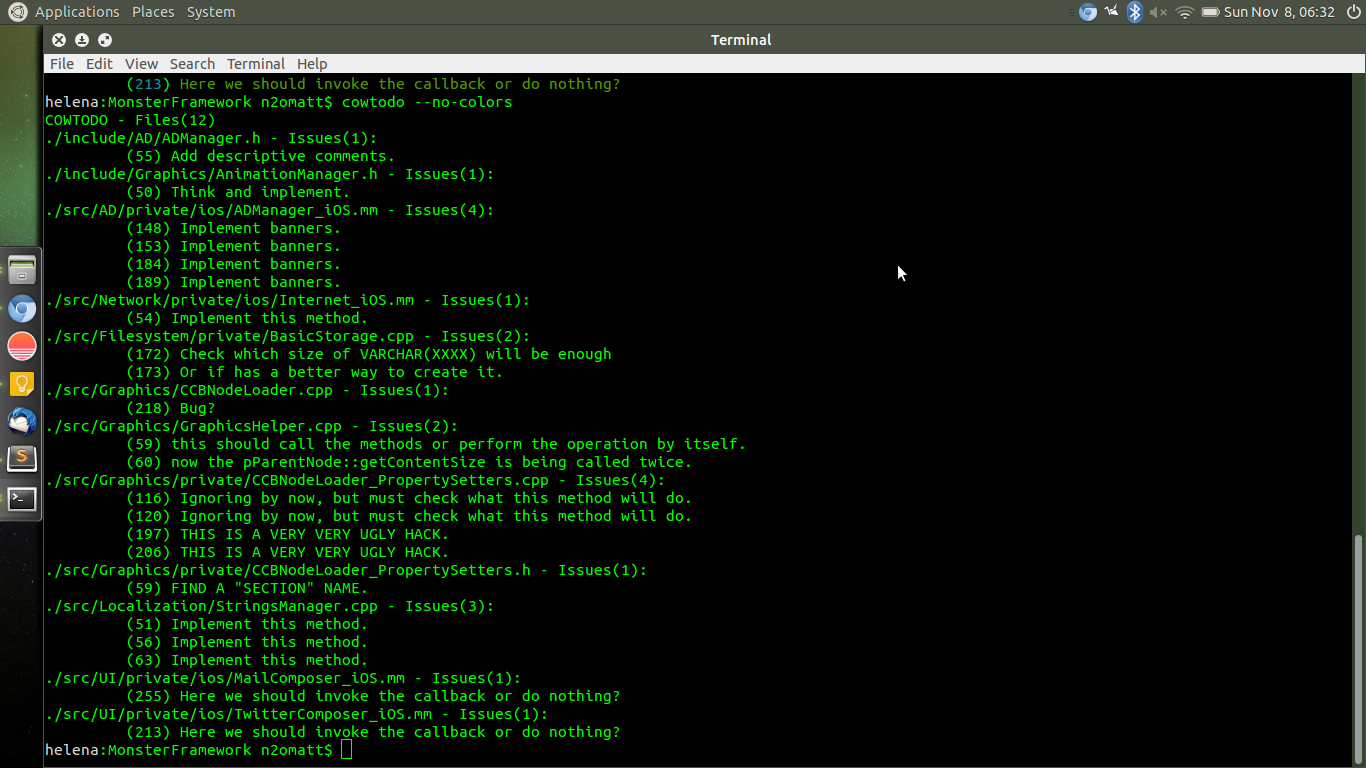 Applications Places System
Sun Nov 8, 06:32
Terminal
File Edit View Search Terminal Help
(213) Here we should invoke the callback or do nothing?
helena:MonsterFramework n2omatt$ cowtodo --no-colors
COWTODO - Files(12)
./include/AD/ADManager.h - Issues(1):
(55) Add descriptive comments.
./include/Graphics/AnimationManager.h - Issues(1):
(50) Think and implement.
./src/AD/private/ios/ADManager_iOS.mm - Issues(4):
(148) Implement banners.
(153) Implement banners.
(184) Implement banners.
(189) Implement banners.
./src/Network/private/ios/Internet_iOS.mm - Issues(1):
(54) Implement this method.
./src/Filesystem/private/BasicStorage.cpp - Issues(2):
(172) Check which size of VARCHAR(XXXX) will be enough
(173) Or if has a better way to create it.
./src/Graphics/CCBNodeLoader.cpp - Issues(1):
(218) Bug?
./src/Graphics/GraphicsHelper.cpp - Issues(2):
(59) this should call the methods or perform the operation by itself.
(60) now the pParentNode::getContentSize is being called twice.
./src/Graphics/private/CCBNodeLoader_PropertySetters.cpp - Issues(4):
(116) Ignoring by now, but must check what this method will do.
(120) Ignoring by now, but must check what this method will do.
(197) THIS IS A VERY VERY UGLY HACK.
(206) THIS IS A VERY VERY UGLY HACK.
./src/Graphics/private/CCBNodeLoader_PropertySetters.h - Issues(1):
(59) FIND A "SECTION" NAME.
./src/Localization/StringsManager.cpp - Issues(3):
(51) Implement this method.
(56) Implement this method.
(63) Implement this method.
./src/UI/private/ios/MailComposer_iOS.mm - Issues(1):
(255) Here we should invoke the callback or do nothing?
./src/UI/private/ios/TwitterComposer_iOS.mm - Issues(1):
(213) Here we should invoke the callback or do nothing?
helena:MonsterFramework n2omatt$